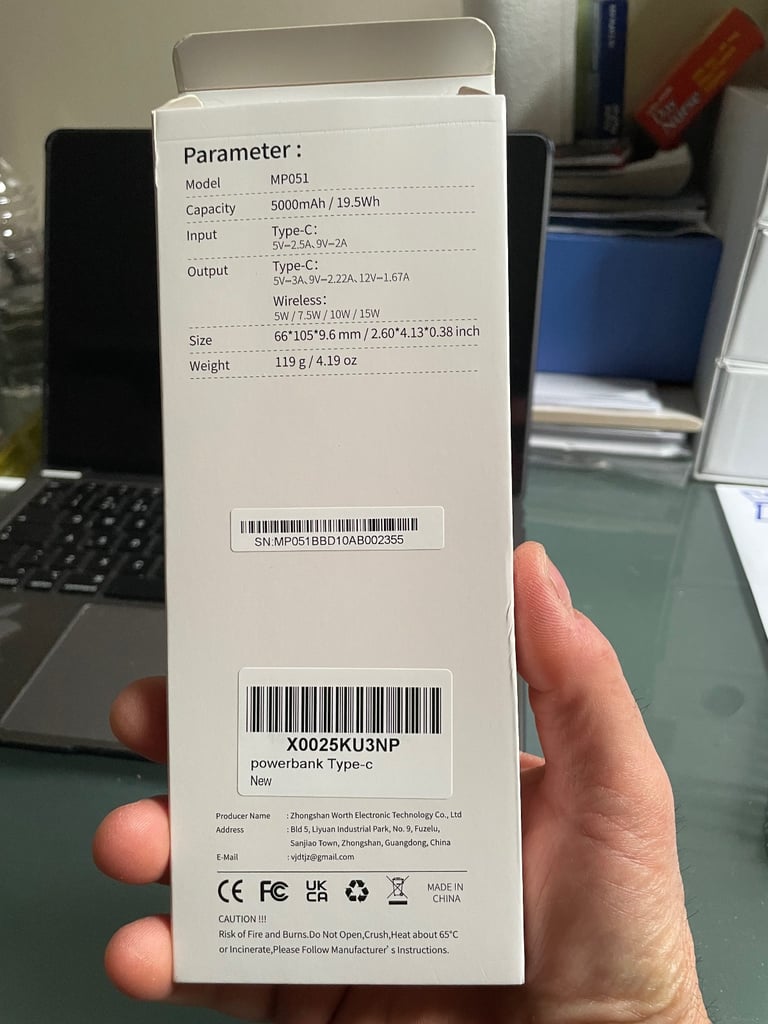 Parameter :
Model MP051
Capacity 5000mAh / 19.5Wh
Input Type-C:
5V⎓2.5A、9V⎓2A
Output Type-C:
5V⎓3A、9V⎓2.22A、12V⎓1.67A
Wireless:
5W / 7.5W / 10W / 15W
Size 66*105*9.6 mm / 2.60*4.13*0.38 inch
Weight 119 g / 4.19 oz
SN:MP051BBD10AB002355
X0025KU3NP
powerbank Type-c
New
Producer Name : Zhongshan Worth Electronic Technology Co., Ltd
Address : Bld 5, Liyuan Industrial Park, No. 9, Fuzelu,
Sanjiao Town, Zhongshan, Guangdong, China
E-Mail : vjdtjz@gmail.com
CE FC UK
CA
MADE IN
CHINA
CAUTION !!!
Risk of Fire and Burns.Do Not Open,Crush,Heat about 65°C
or Incinerate,Please Follow Manufacturer's Instructions.
Day
Nurse